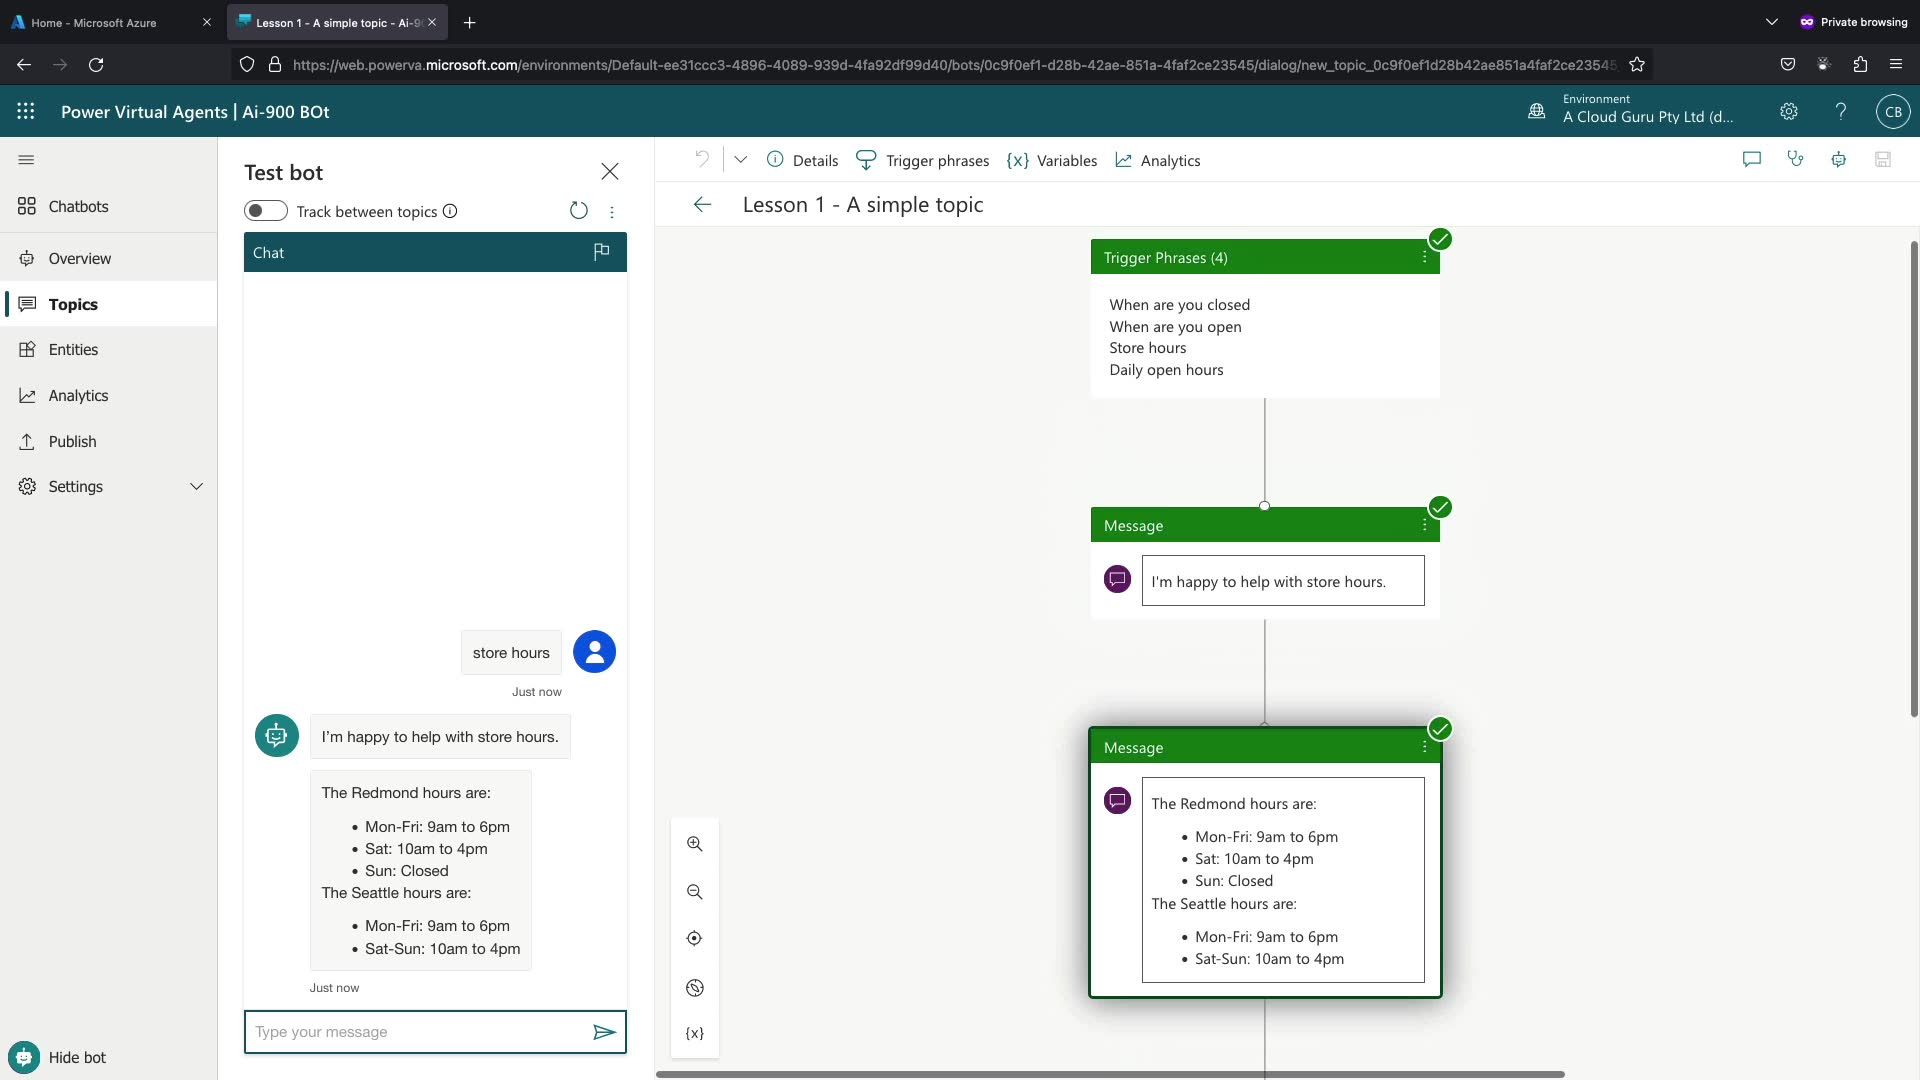 Home - Microsoft Azure
Lesson 1 - A simple topic - Ai-9
Private browsing
https://web.powerva.microsoft.com/environments/Default-ee31ccc3-4896-4089-939d-4fa92df99d40/bots/0c9f0ef1-d28b-42ae-851a-4faf2ce23545/dialog/new_topic_0c9f0ef1d28b42ae851a4faf2ce23545
Power Virtual Agents | Ai-900 BOt
Environment
A Cloud Guru Pty Ltd (d...
CB
Chatbots
Overview
Topics
Entities
Analytics
Publish
Settings
Hide bot
Test bot
Track between topics
Chat
store hours
Just now
I'm happy to help with store hours.
The Redmond hours are:
• Mon-Fri: 9am to 6pm
• Sat: 10am to 4pm
• Sun: Closed
The Seattle hours are:
• Mon-Fri: 9am to 6pm
• Sat-Sun: 10am to 4pm
Just now
Type your message
Details
Trigger phrases
{x} Variables
Analytics
Lesson 1 - A simple topic
Trigger Phrases (4)
When are you closed
When are you open
Store hours
Daily open hours
Message
I'm happy to help with store hours.
Message
The Redmond hours are:
• Mon-Fri: 9am to 6pm
• Sat: 10am to 4pm
• Sun: Closed
The Seattle hours are:
• Mon-Fri: 9am to 6pm
• Sat-Sun: 10am to 4pm
{x}